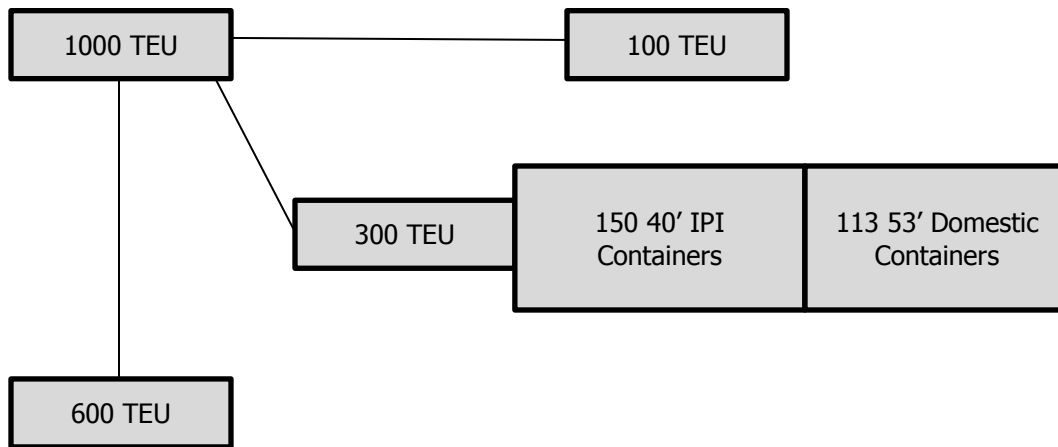 1000 TEU
100 TEU
300 TEU
150 40’ IPI
Containers
113 53’ Domestic
Containers
600 TEU